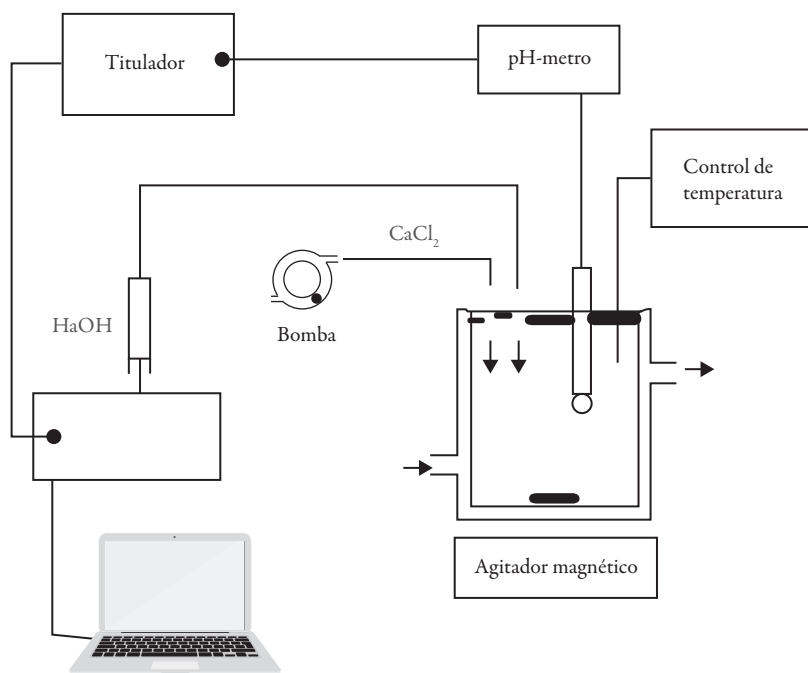 Titulador
pH-metro
Control de
temperatura
CaCl₂
HaOH
Bomba
Agitador magnético